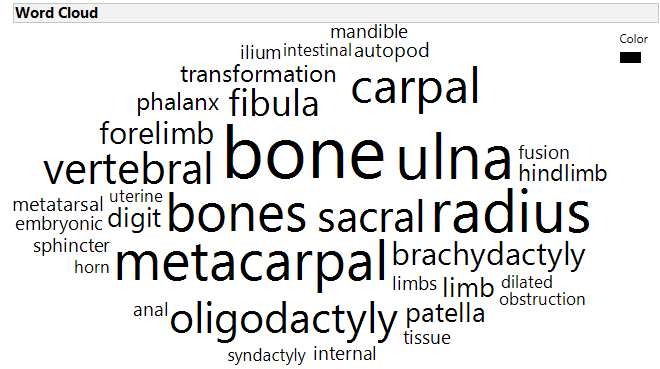 Word Cloud
mandible
Color
ilium intestinal autopod
transformation
carpal
phalanx fibula
forelimb
bone ulna
fusion
vertebral
hindlimb
metatarsal uterine
embryonic digit bones sacral radius
sphincter
horn metacarpal brachydactyly
limbs limb dilated
obstruction
anal oligodactyly patella
tissue
syndactyly internal